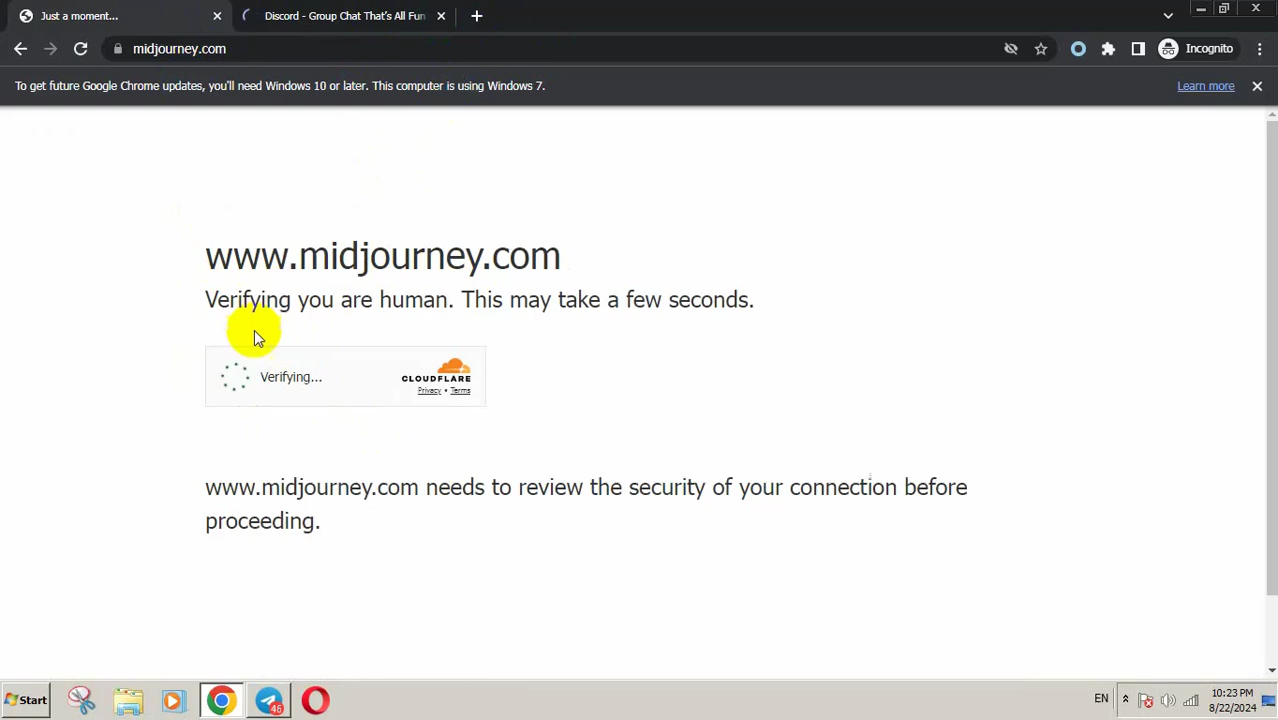 Just a moment...
Discord - Group Chat That's All Fun
midjourney.com
Incognito
To get future Google Chrome updates, you'll need Windows 10 or later. This computer is using Windows 7.
Learn more
www.midjourney.com
Verifying you are human. This may take a few seconds.
Verifying...
CLOUDFLARE
Privacy • Terms
www.midjourney.com needs to review the security of your connection before
proceeding.
Start
46
EN
10:23 PM
8/22/2024